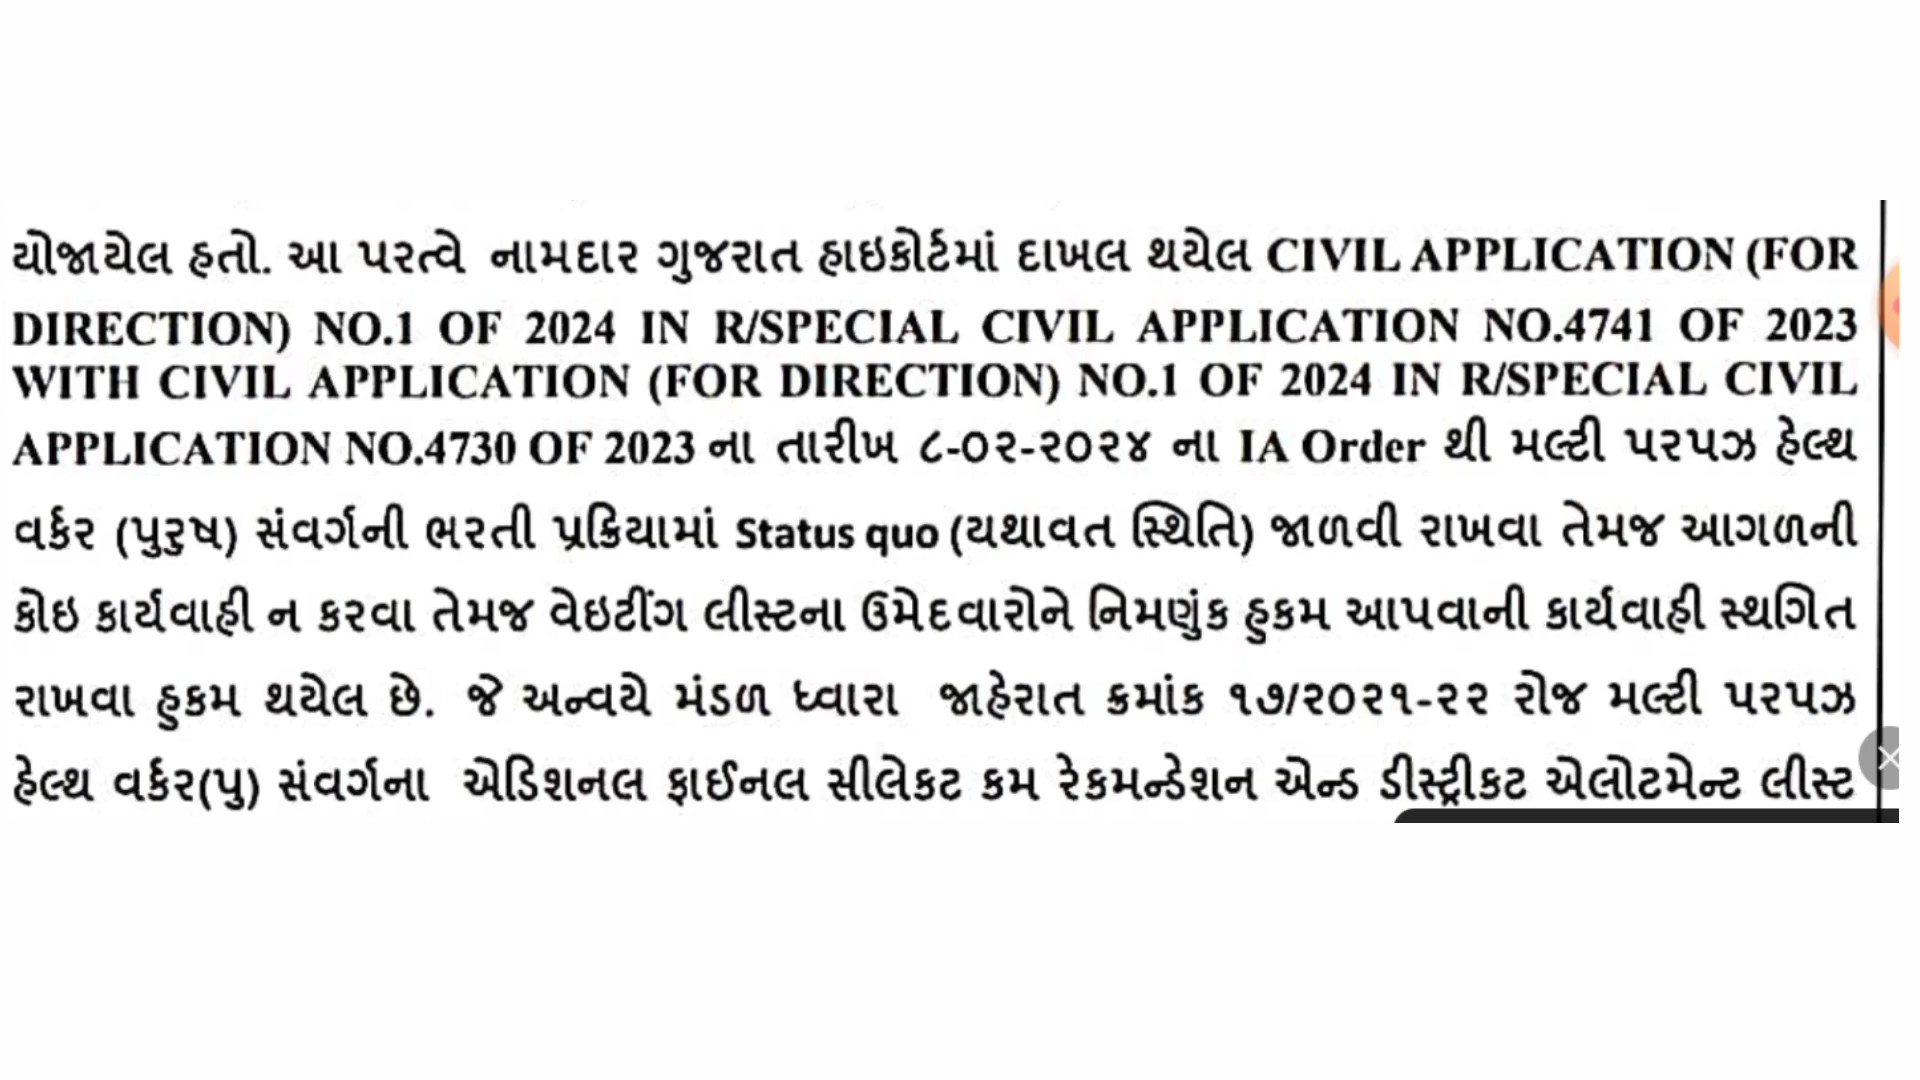 યોજાયેલ હતો. આ પરત્વે નામદાર ગુજરાત હાઇકોર્ટમાં દાખલ થયેલ CIVIL APPLICATION (FOR
DIRECTION) NO.1 OF 2024 IN R/SPECIAL CIVIL APPLICATION NO.4741 OF 2023
WITH CIVIL APPLICATION (FOR DIRECTION) NO.1 OF 2024 IN R/SPECIAL CIVIL
APPLICATION NO.4730 OF 2023 ના તારીખ ૮-૦૨-૨૦૨૪ ના IA Order થી મલ્ટી પરપઝ હેલ્થ
વર્કર (પુરુષ) સંવર્ગની ભરતી પ્રક્રિયામાં Status quo (યથાવત સ્થિતિ) જાળવી રાખવા તેમજ આગળની
કોઇ કાર્યવાહી ન કરવા તેમજ વેઇટીંગ લીસ્ટના ઉમેદવારોને નિમણુંક હુકમ આપવાની કાર્યવાહી સ્થગિત
રાખવા હુકમ થયેલ છે. જે અન્વયે મંડળ ધ્વારા જાહેરાત ક્રમાંક ૧૭/૨૦૨૧-૨૨ રોજ મલ્ટી પરપઝ
હેલ્થ વર્કર(પુ) સંવર્ગના એડિશનલ ફાઈનલ સીલેકટ કમ રેકમન્ડેશન એન્ડ ડીસ્ટ્રીકટ એલોટમેન્ટ લીસ્ટ